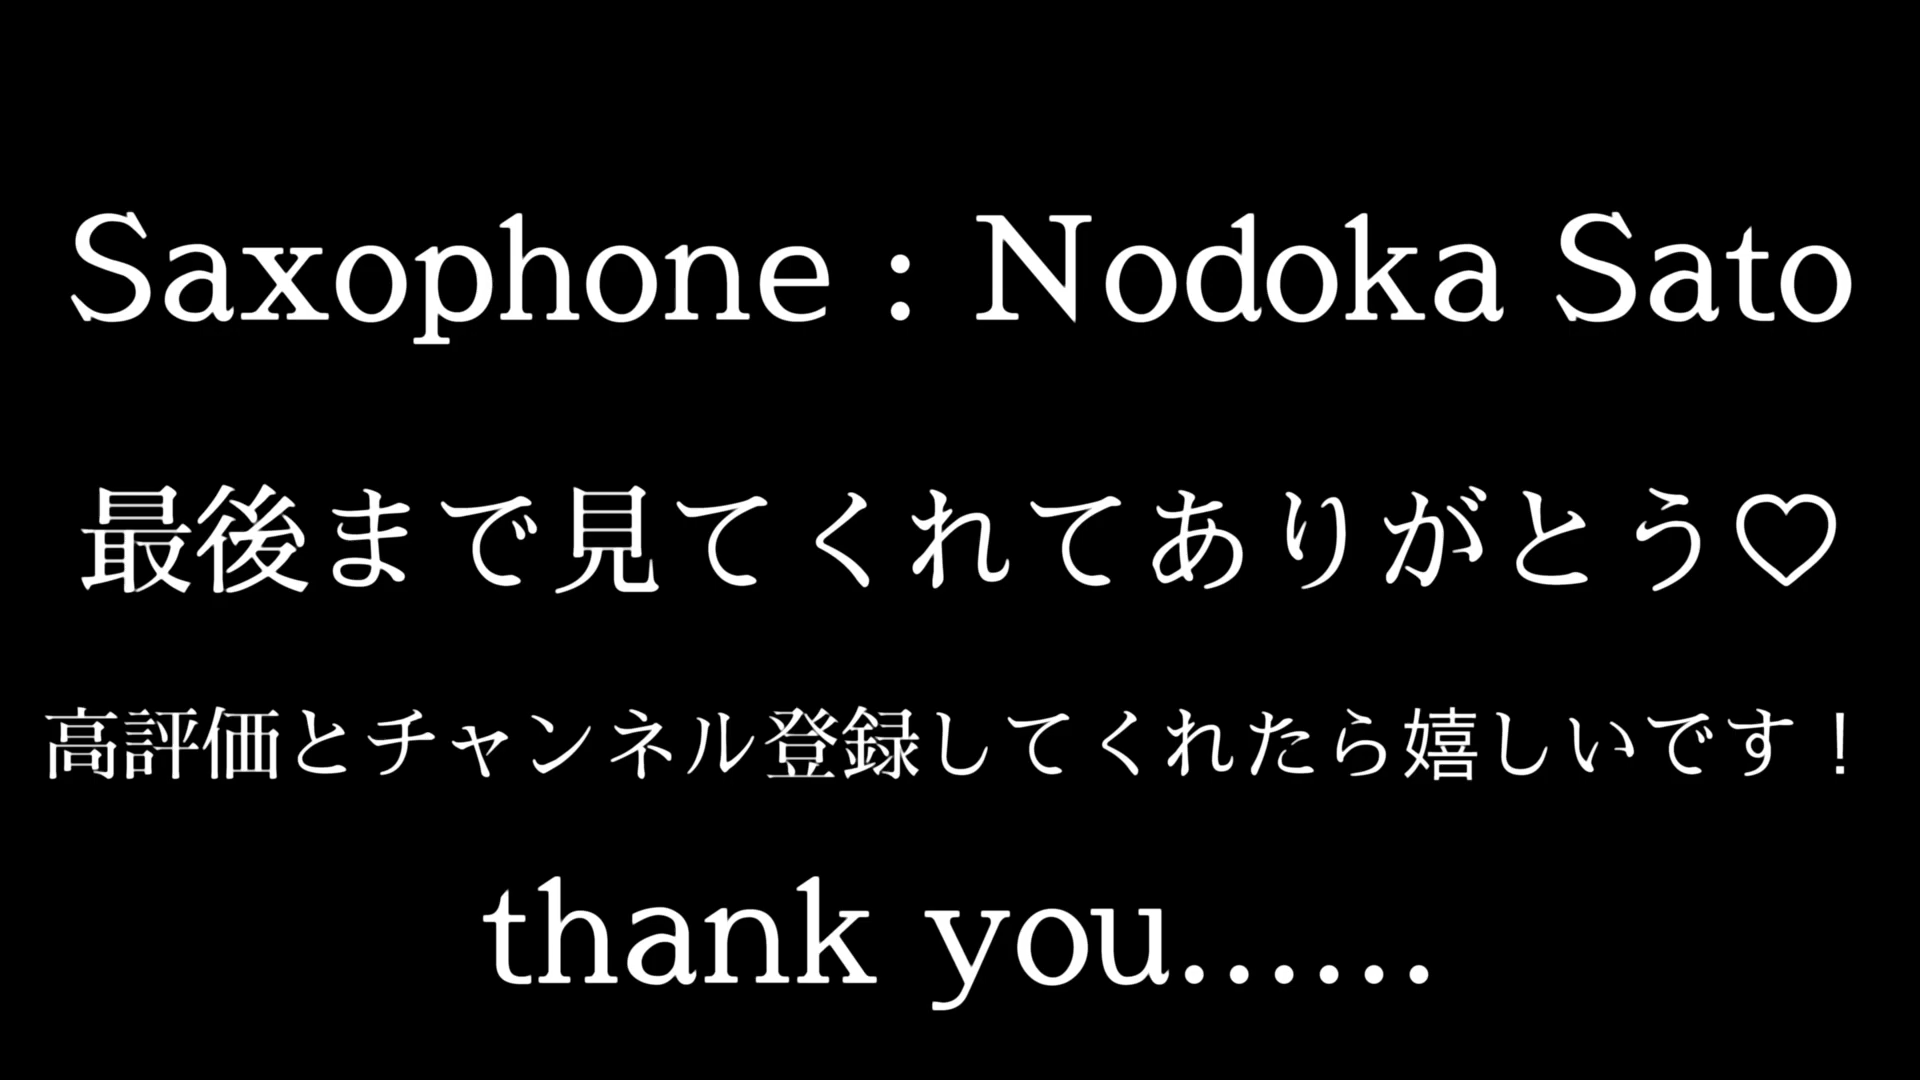 Saxophone : Nodoka Sato
最後まで見てくれてありがとう♡
高評価とチャンネル登録してくれたら嬉しいです！
thank you......